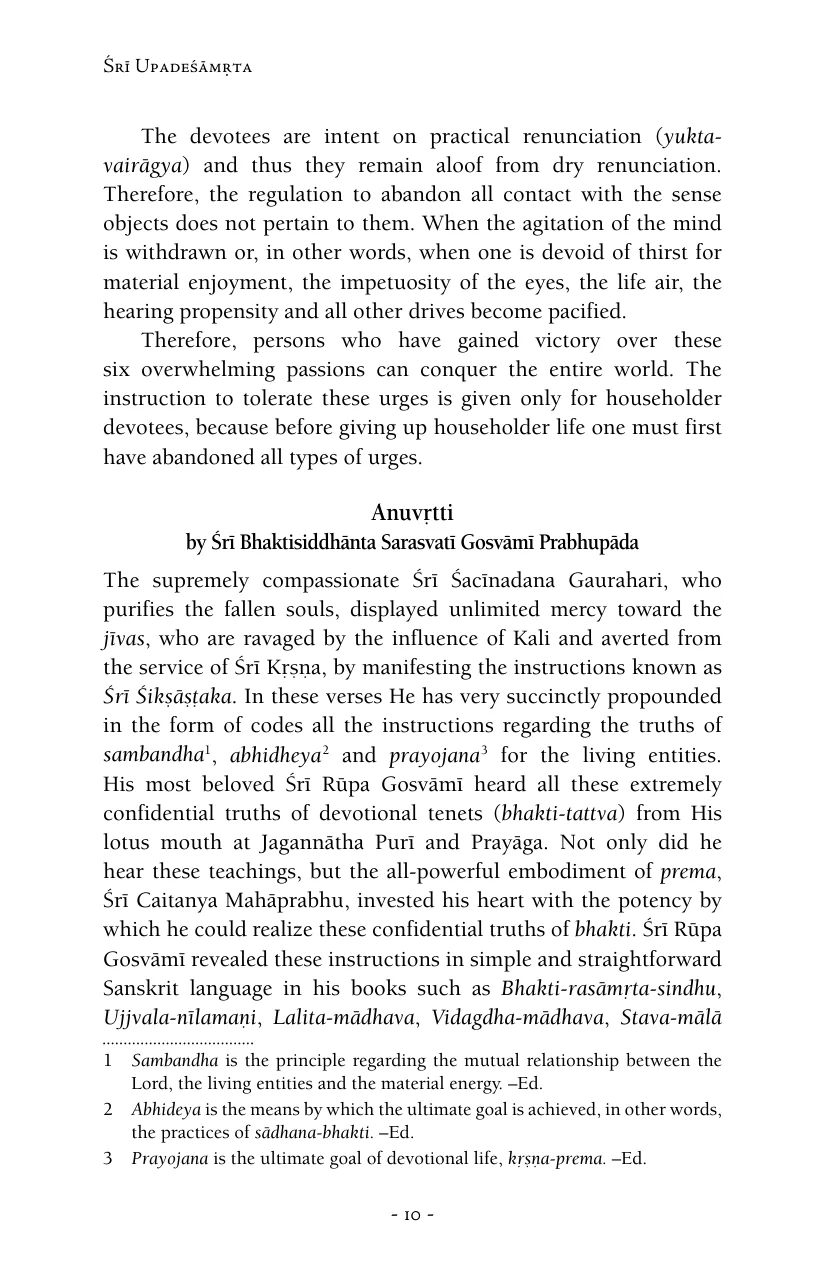 Śrī Upadeśāmṛta
The devotees are intent on practical renunciation (yukta-
vairāgya) and thus they remain aloof from dry renunciation.
Therefore, the regulation to abandon all contact with the sense
objects does not pertain to them. When the agitation of the mind
is withdrawn or, in other words, when one is devoid of thirst for
material enjoyment, the impetuosity of the eyes, the life air, the
hearing propensity and all other drives become pacified.
Therefore, persons who have gained victory over these
six overwhelming passions can conquer the entire world. The
instruction to tolerate these urges is given only for householder
devotees, because before giving up householder life one must first
have abandoned all types of urges.
Anuvṛtti
by Śrī Bhaktisiddhānta Sarasvatī Gosvāmī Prabhupāda
The supremely compassionate Śrī Śacīnadana Gaurahari, who
purifies the fallen souls, displayed unlimited mercy toward the
jīvas, who are ravaged by the influence of Kali and averted from
the service of Śrī Kṛṣṇa, by manifesting the instructions known as
Śrī Śikṣāṣṭaka. In these verses He has very succinctly propounded
in the form of codes all the instructions regarding the truths of
sambandha¹, abhidheya² and prayojana³ for the living entities.
His most beloved Śrī Rūpa Gosvāmī heard all these extremely
confidential truths of devotional tenets (bhakti-tattva) from His
lotus mouth at Jagannātha Purī and Prayāga. Not only did he
hear these teachings, but the all-powerful embodiment of prema,
Śrī Caitanya Mahāprabhu, invested his heart with the potency by
which he could realize these confidential truths of bhakti. Śrī Rūpa
Gosvāmī revealed these instructions in simple and straightforward
Sanskrit language in his books such as Bhakti-rasāmṛta-sindhu,
Ujjvala-nīlamaṇi, Lalita-mādhava, Vidagdha-mādhava, Stava-mālā
1 Sambandha is the principle regarding the mutual relationship between the
Lord, the living entities and the material energy. –Ed.
2 Abhideya is the means by which the ultimate goal is achieved, in other words,
the practices of sādhana-bhakti. –Ed.
3 Prayojana is the ultimate goal of devotional life, kṛṣṇa-prema. –Ed.
- 10 -